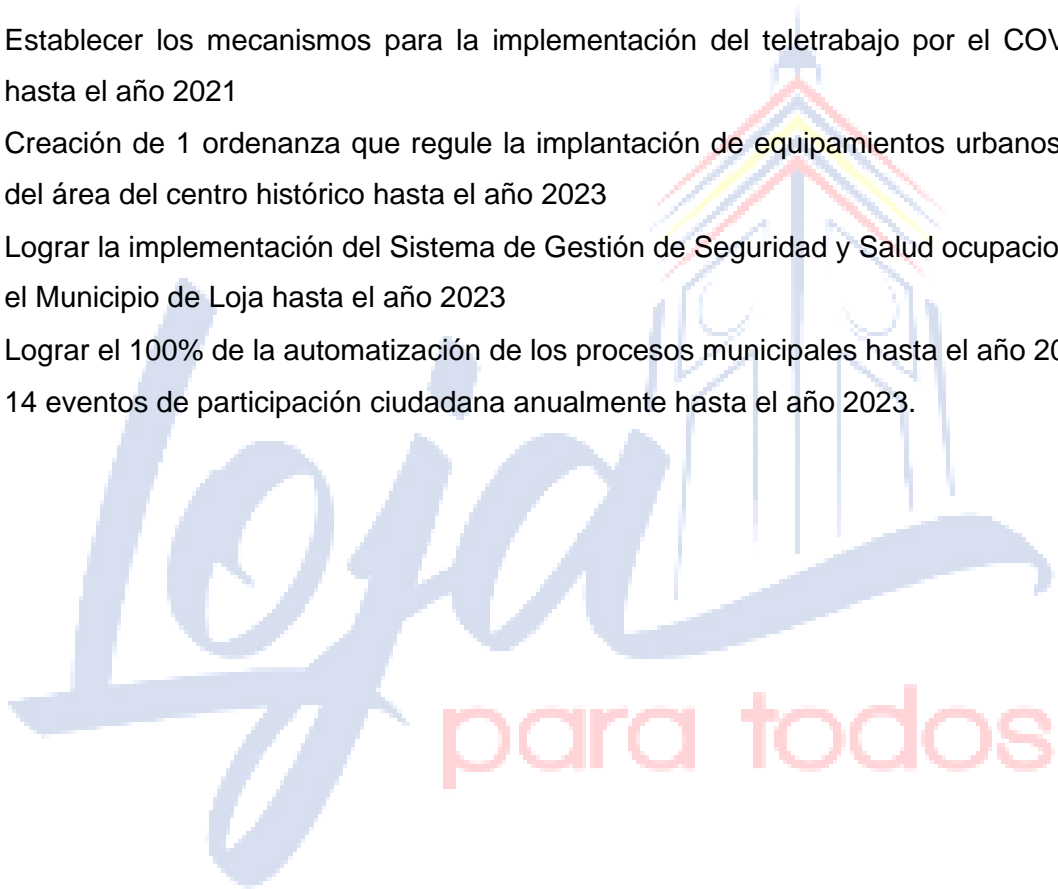 Establecer los mecanismos para la implementación del teletrabajo por el
hasta el año 2021
Creación de 1 ordenanza que regule la implantación de equipamientos urbanos
del área del centro histórico hasta el año 2023
Lograr la implementación del Sistema de Gestión de Seguridad y Salud
el Municipio de Loja hasta el año 2023
Lograr el 100% de la automatización de los procesos municipales hasta el año
14 eventos de participación ciudadana anualmente hasta el año 2023.
Loja
para todos